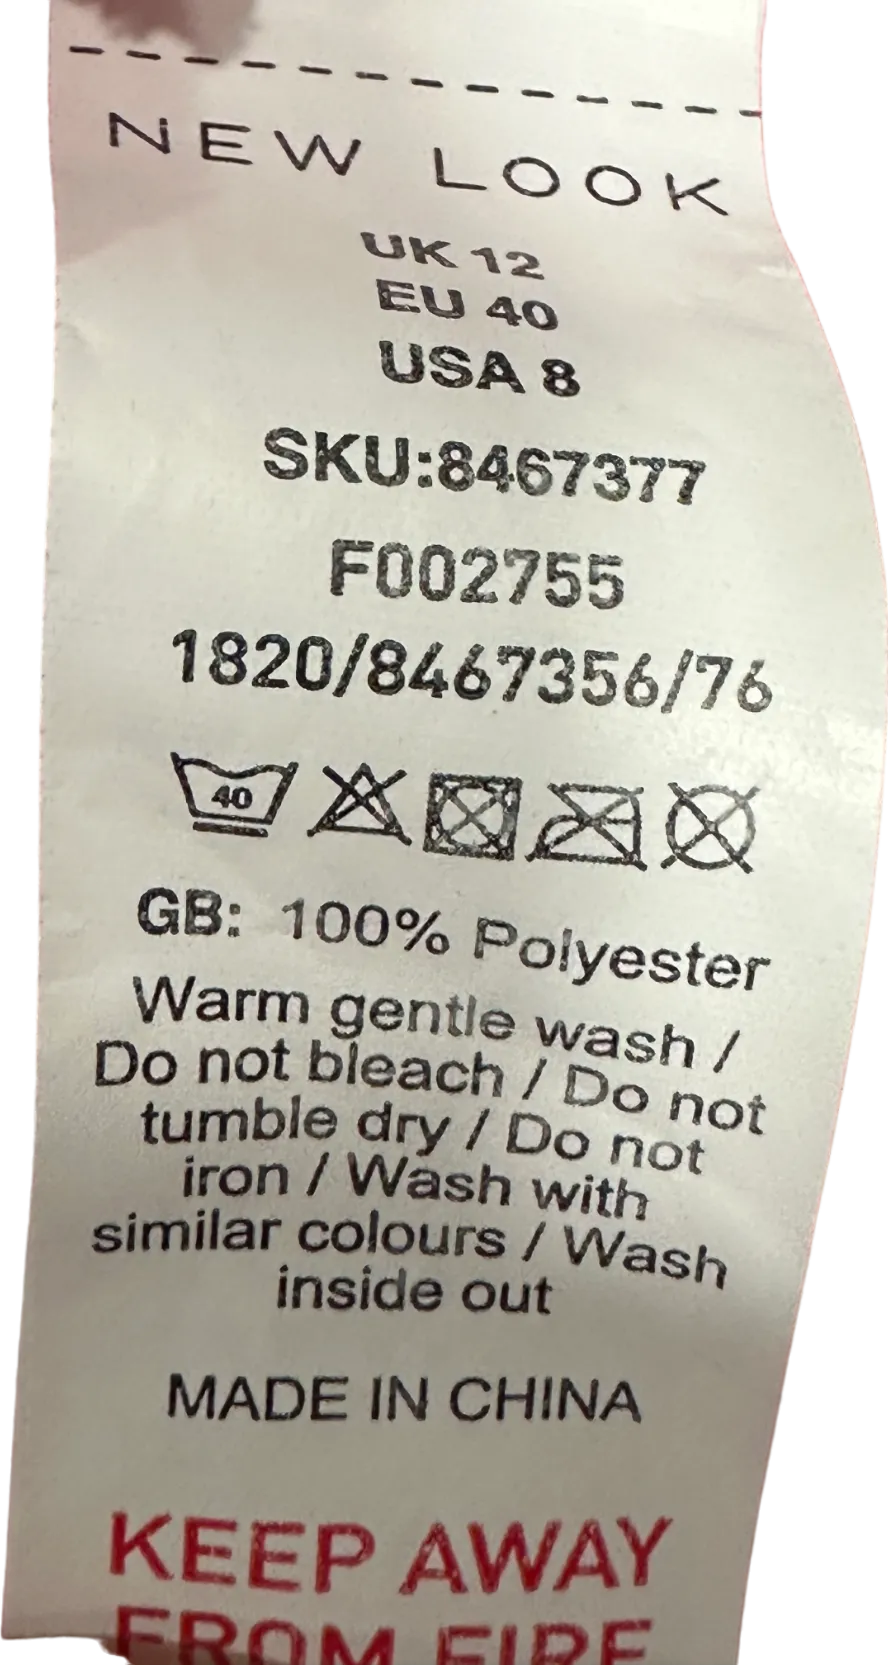 NEW LOOK
UK 12
EU 40
USA 8
SKU:8467377
F002755
1820/8467356/76
40
GB: 100% Polyester
Warm gentle wash /
Do not bleach / Do not
tumble dry / Do not
iron / Wash with
similar colours / Wash
inside out
MADE IN CHINA
KEEP AWAY
FROM FIRE